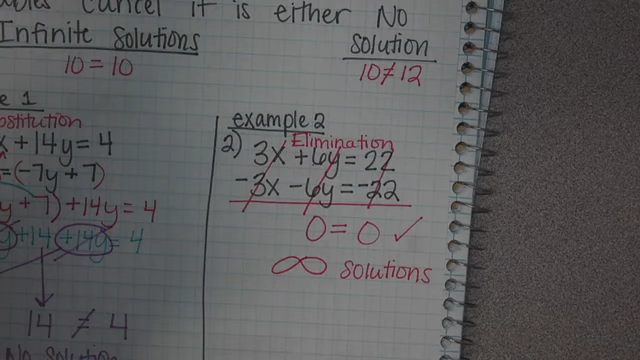 cancel it is either No
Infinite Solutions
Solution
10 = 10
10 ≠ 12
1
x + 14y = 4
= (-7y + 7)
y + 7) + 14y = 4
+ 14 + 14y = 4
14 ≠ 4
No Solution
example 2
Elimination
2) 3x + 6y = 22
-3x - 6y = -22
0 = 0 ✓
∞ solutions